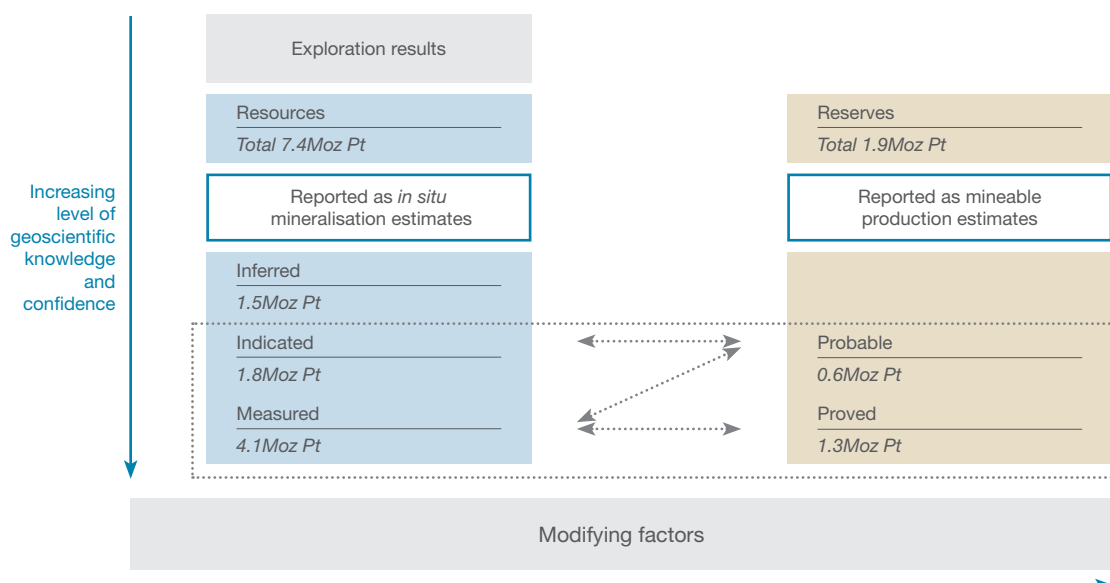 Exploration results
Resources
Total 7.4Moz Pt
Reserves
Total 1.9Moz Pt
Increasing
level of
geoscientific
knowledge
and
confidence
Reported as in situ
mineralisation estimates
Reported as mineable
production estimates
Inferred
1.5Moz Pt
Indicated
1.8Moz Pt
Probable
0.6Moz Pt
Measured
4.1Moz Pt
Proved
1.3Moz Pt
Modifying factors